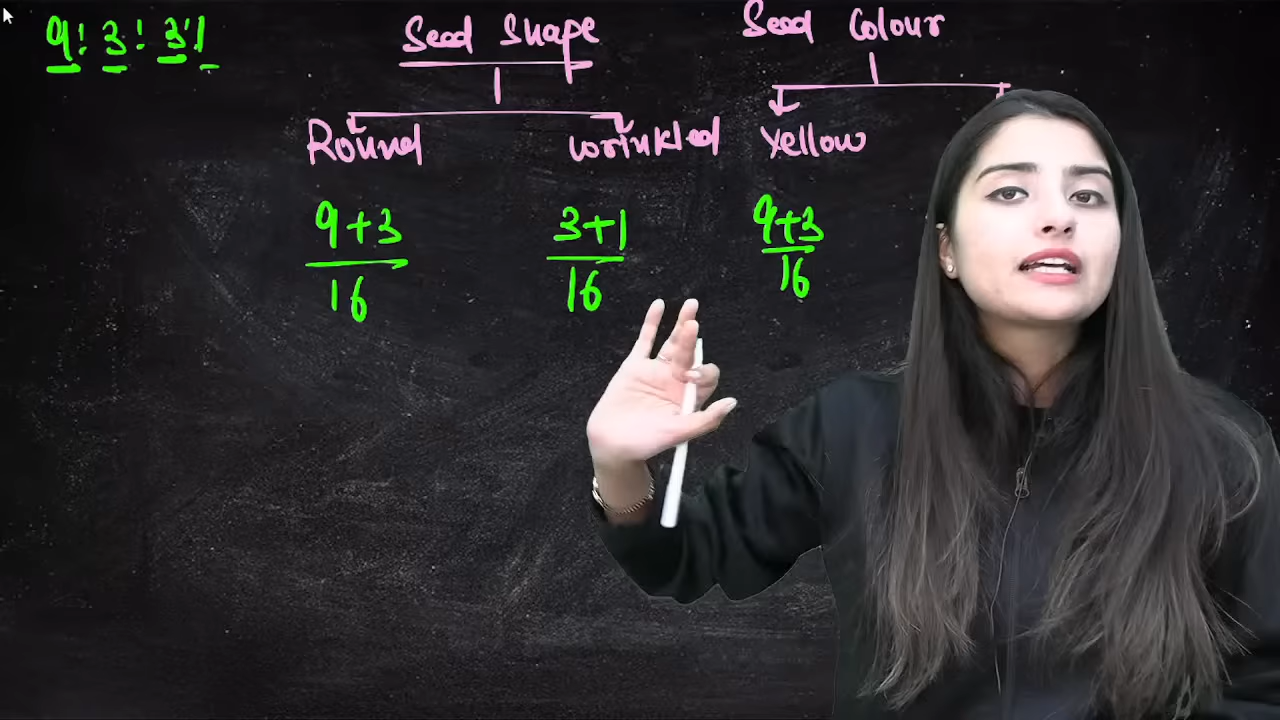 9:3:3:1
Seed Shape
Seed Colour
Round
wrinkled
Yellow
9+3
16
3+1
16
9+3
16